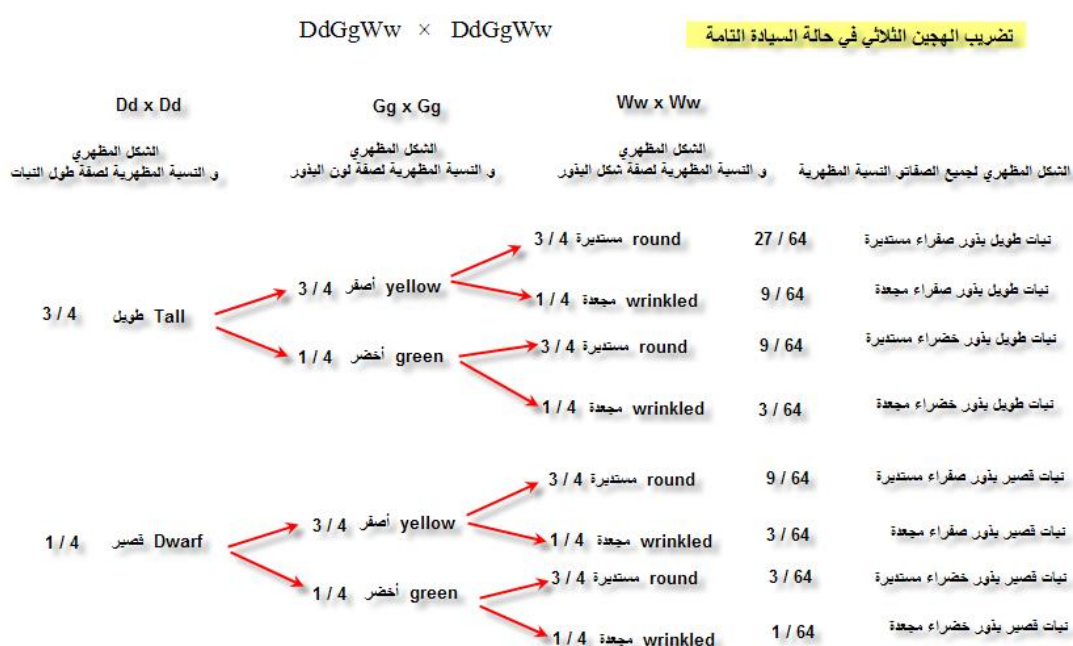 DdGgWw × DdGgWw
تضريب الهجين الثلاثي في حالة السيادة التامة
Dd x Dd
Gg x Gg
Ww x Ww
الشكل المظهري
و النسبة المظهرية لصفة طول النبات
الشكل المظهري
و النسبة المظهرية لصفة لون البذور
الشكل المظهري
و النسبة المظهرية لصفة شكل البذور
الشكل المظهري لجميع الصفاتو النسبة المظهرية
3 / 4 مستديرة round
27 / 64
نبات طويل بذور صفراء مستديرة
3 / 4 أصفر yellow
1 / 4 مجعدة wrinkled
9 / 64
نبات طويل بذور صفراء مجعدة
3 / 4 طويل Tall
1 / 4 أخضر green
3 / 4 مستديرة round
9 / 64
نبات طويل بذور خضراء مستديرة
1 / 4 مجعدة wrinkled
3 / 64
نبات طويل بذور خضراء مجعدة
3 / 4 مستديرة round
9 / 64
نبات قصير بذور صفراء مستديرة
1 / 4 قصير Dwarf
3 / 4 أصفر yellow
1 / 4 مجعدة wrinkled
3 / 64
نبات قصير بذور صفراء مجعدة
1 / 4 أخضر green
3 / 4 مستديرة round
3 / 64
نبات قصير بذور خضراء مستديرة
1 / 4 مجعدة wrinkled
1 / 64
نبات قصير بذور خضراء مجعدة